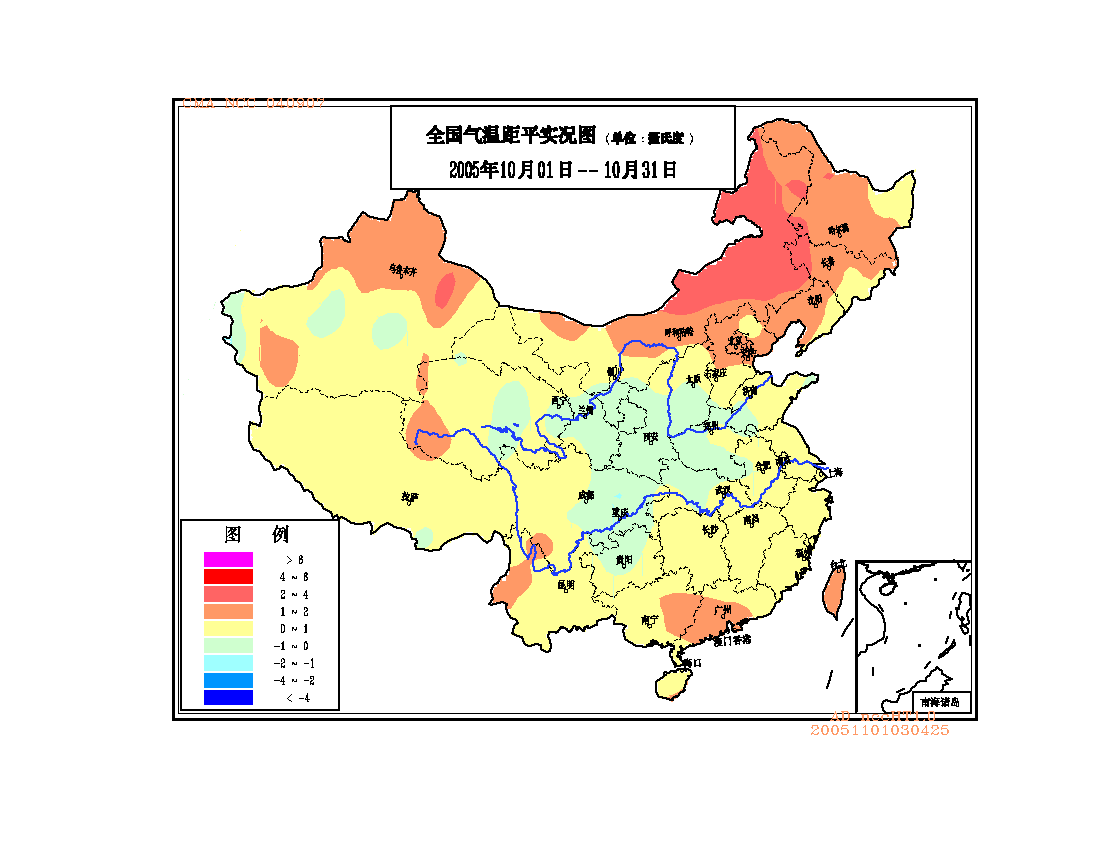 CMA NCC 040902
全国气温距平实况图 (单位:摄氏度)
2005年10月01日 -- 10月31日
哈尔滨
长春
乌鲁木齐
沈阳
呼和浩特
北京
天津
银川
太原
石家庄
济南
西宁
兰州
郑州
西安
合肥
南京
上海
拉萨
成都
武汉
重庆
长沙
南昌
福州
贵阳
台北
昆明
南宁
广州
澳门香港
海口
图 例
> 6
4 ~ 6
2 ~ 4
1 ~ 2
0 ~ 1
-1 ~ 0
-2 ~ -1
-4 ~ -2
< -4
南海诸岛
20051101030425